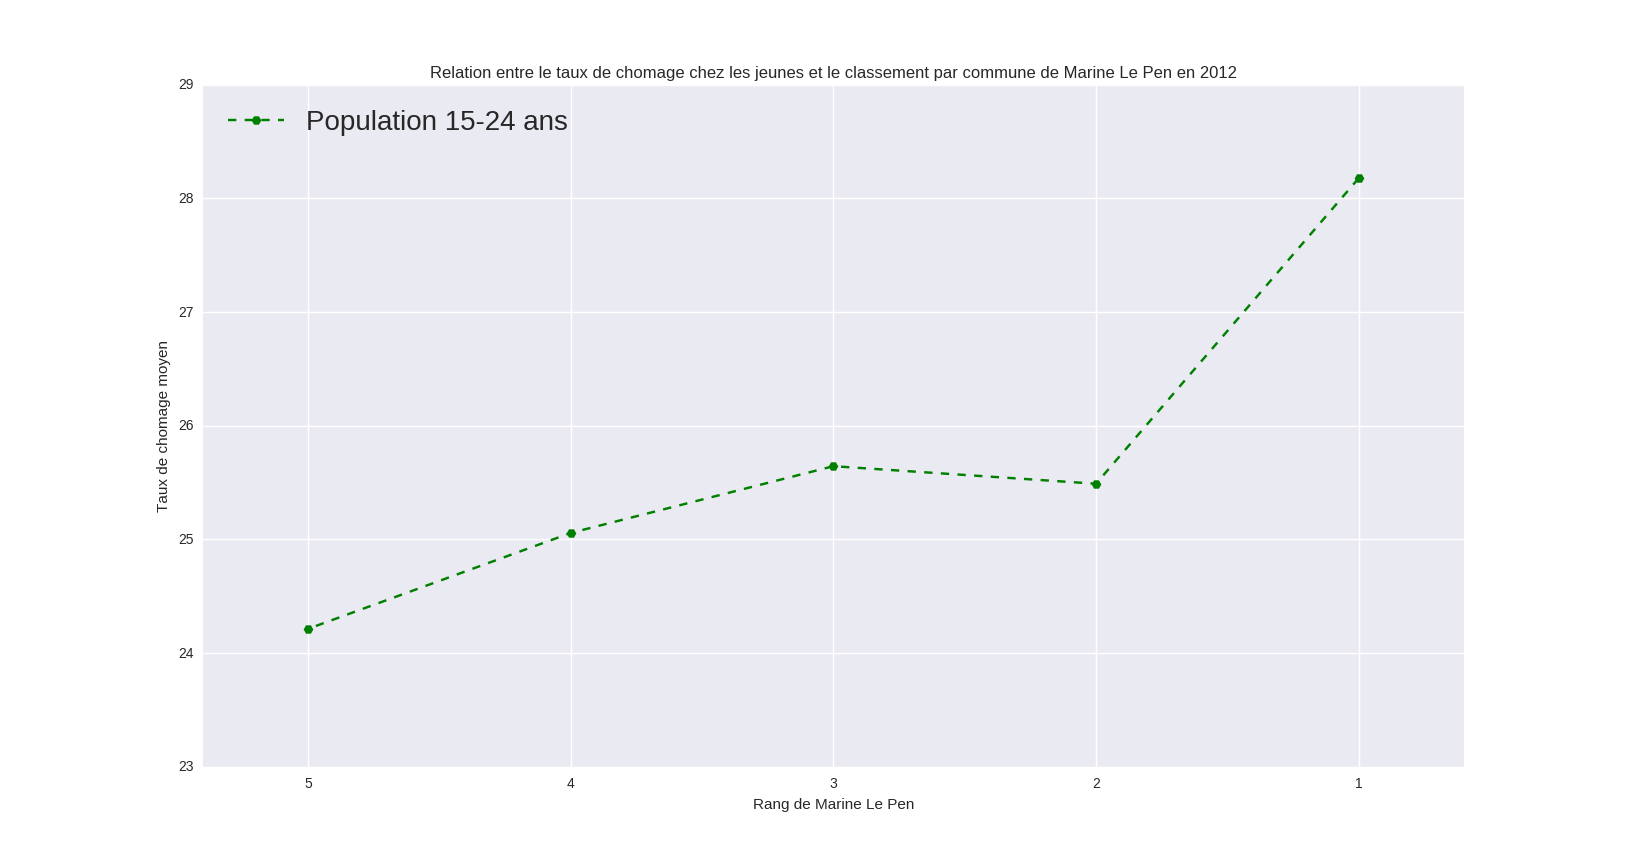 Relation entre le taux de chomage chez les jeunes et le classement par commune de Marine Le Pen en 2012
Population 15-24 ans
29
28
27
26
25
24
23
Taux de chomage moyen
5 4 3 2 1
Rang de Marine Le Pen